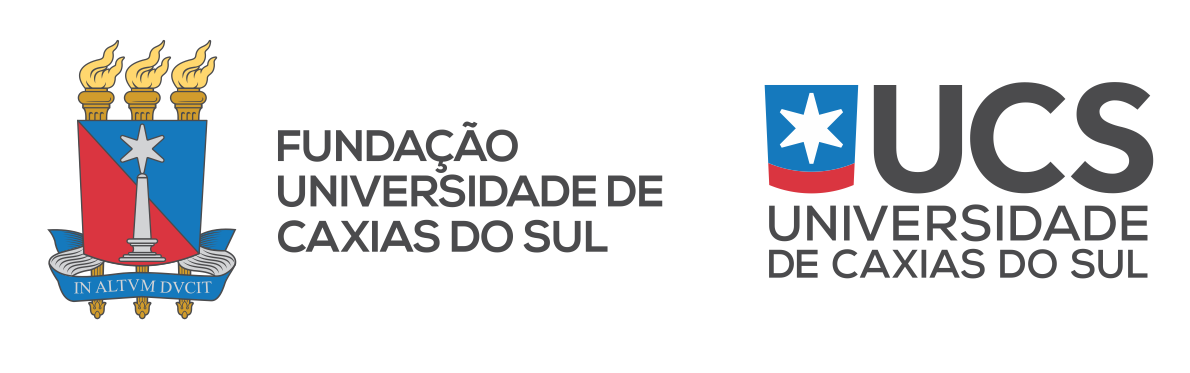 IN ALTVM DVCIT
FUNDAÇÃO
UNIVERSIDADE DE
CAXIAS DO SUL
UCS
UNIVERSIDADE
DE CAXIAS DO SUL